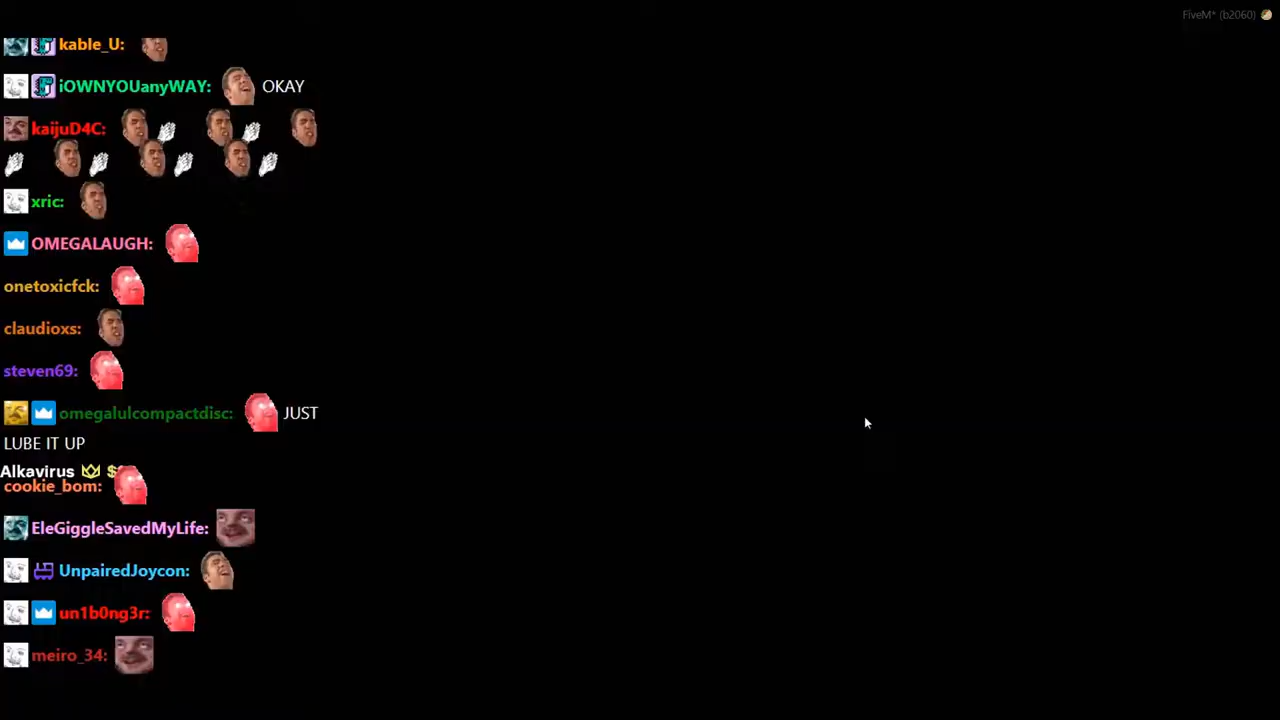 FiveM* (b2060)
kable_U:
iOWNYOUanyWAY: OKAY
kaijuD4C:
xric:
OMEGALAUGH:
onetoxicfck:
claudioxs:
steven69:
omegalulcompactdisc: JUST
LUBE IT UP
Alkavirus $
cookie_bom:
EleGiggleSavedMyLife:
UnpairedJoycon:
un1b0ng3r:
meiro_34: